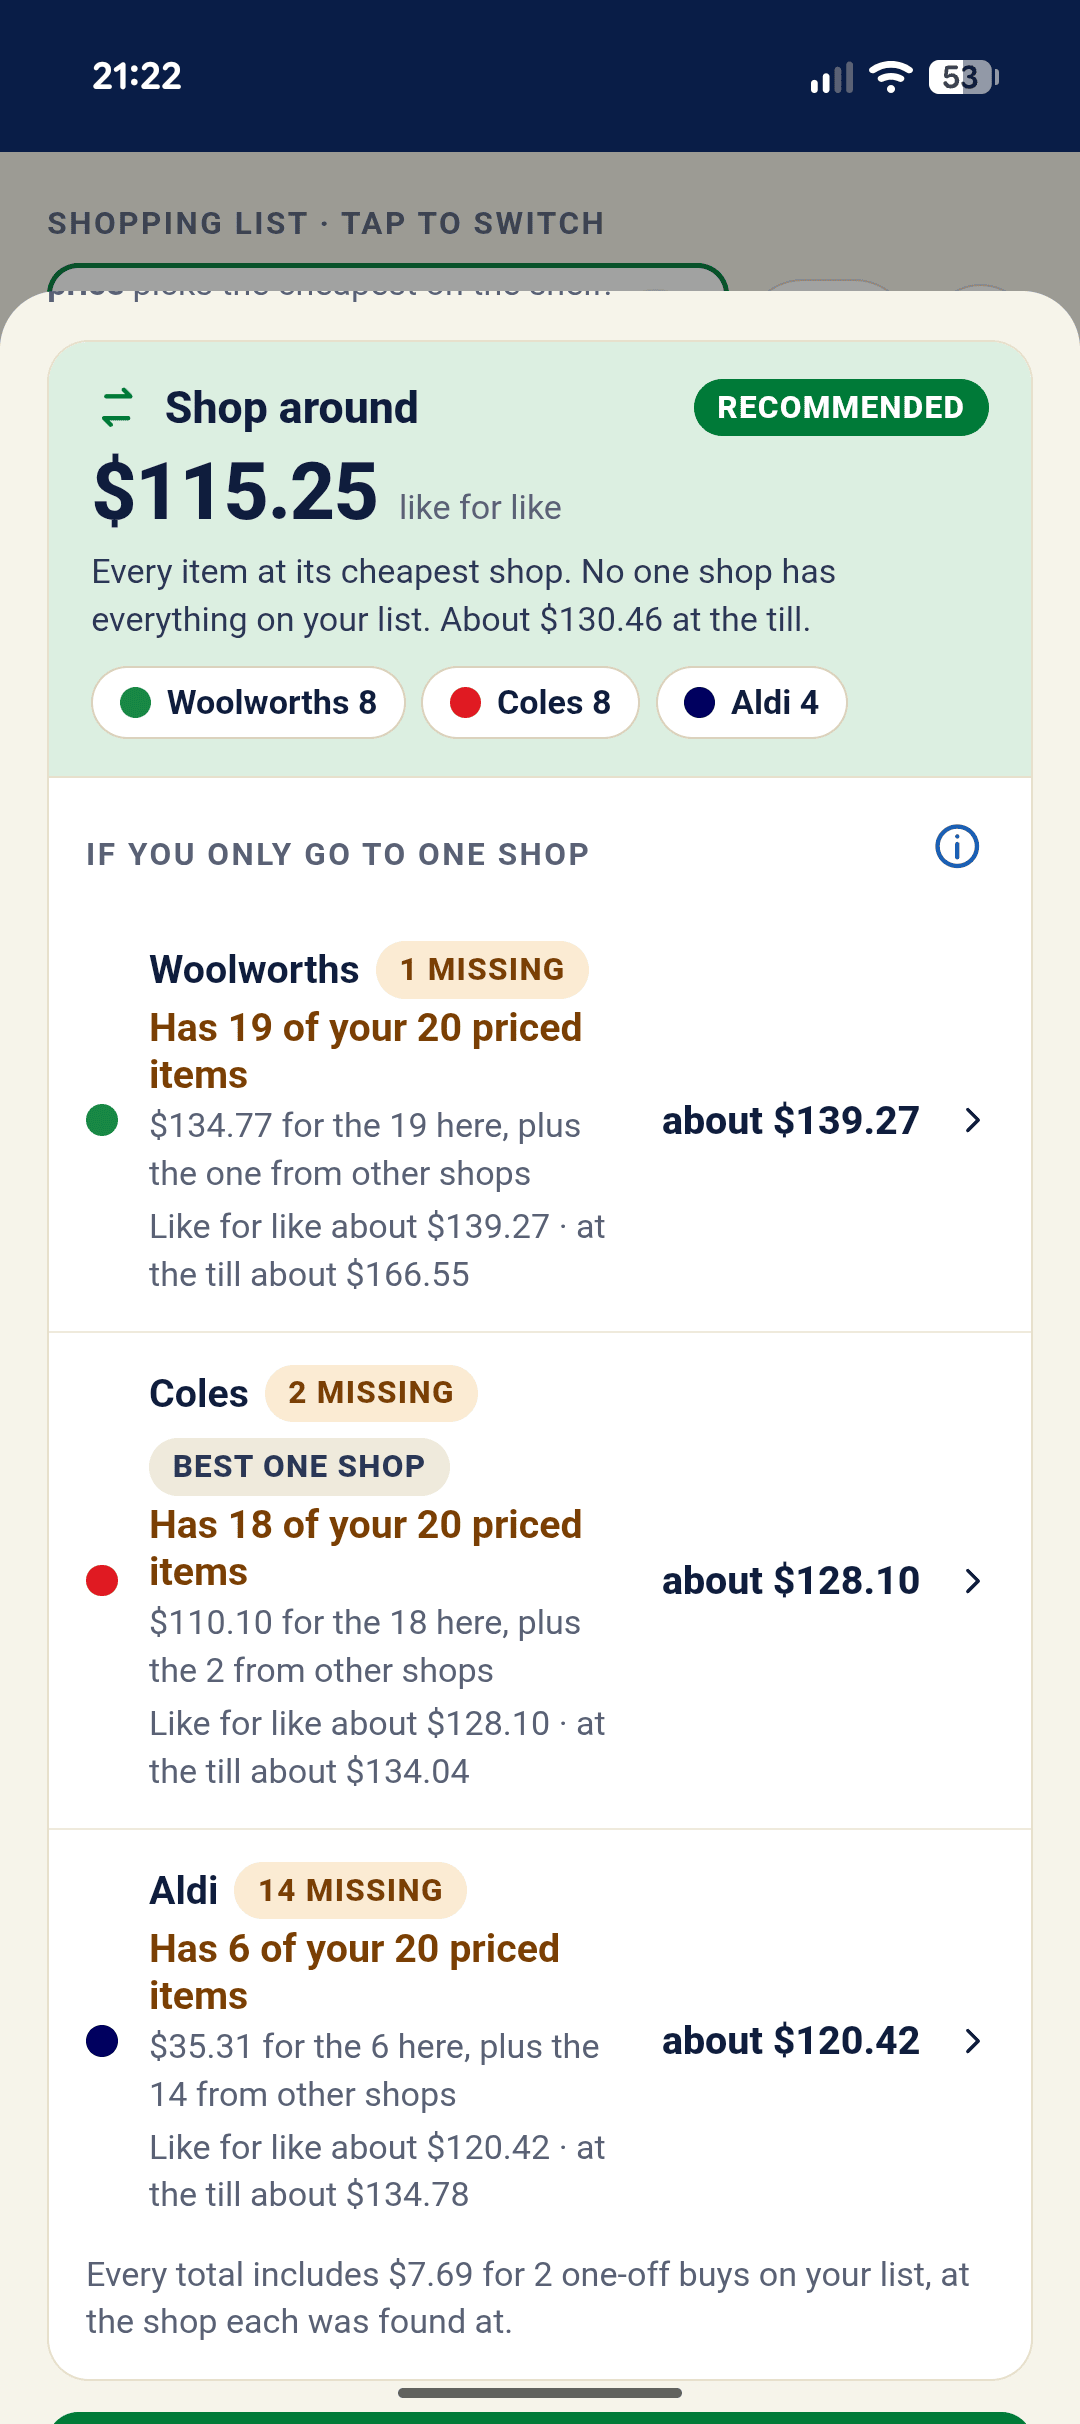 21:22
53
SHOPPING LIST · TAP TO SWITCH
price picks the cheapest on the shelf.
Shop around
RECOMMENDED
$115.25 like for like
Every item at its cheapest shop. No one shop has
everything on your list. About $130.46 at the till.
Woolworths 8
Coles 8
Aldi 4
IF YOU ONLY GO TO ONE SHOP
Woolworths 1 MISSING
Has 19 of your 20 priced
items
$134.77 for the 19 here, plus
the one from other shops
Like for like about $139.27 · at
the till about $166.55
about $139.27
Coles 2 MISSING
BEST ONE SHOP
Has 18 of your 20 priced
items
$110.10 for the 18 here, plus
the 2 from other shops
Like for like about $128.10 · at
the till about $134.04
about $128.10
Aldi 14 MISSING
Has 6 of your 20 priced
items
$35.31 for the 6 here, plus the
14 from other shops
Like for like about $120.42 · at
the till about $134.78
about $120.42
Every total includes $7.69 for 2 one-off buys on your list, at
the shop each was found at.